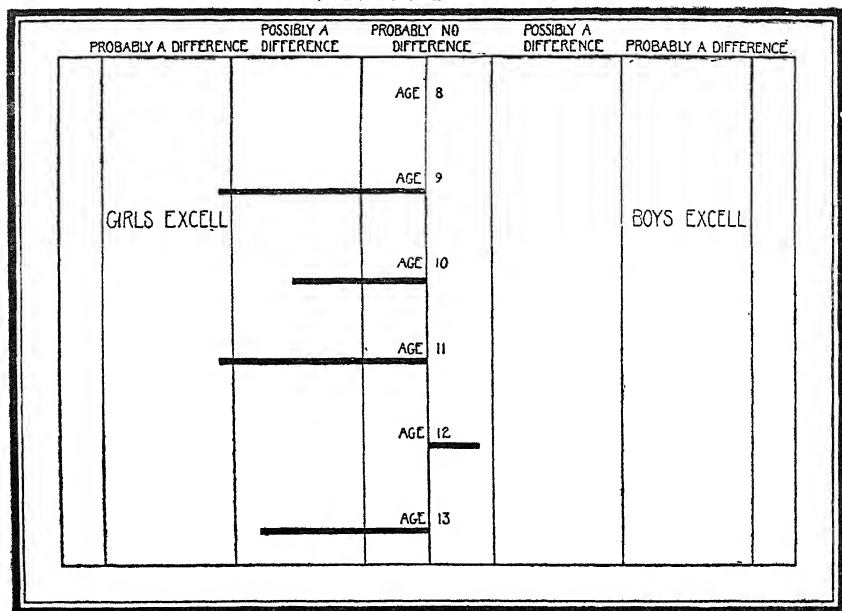 PROBABLY A DIFFERENCE POSSIBLY A DIFFERENCE PROBABLY NO DIFFERENCE POSSIBLY A DIFFERENCE PROBABLY A DIFFERENCE
AGE 8
AGE 9
GIRLS EXCELL BOYS EXCELL
AGE 10
AGE 11
AGE 12
AGE 13